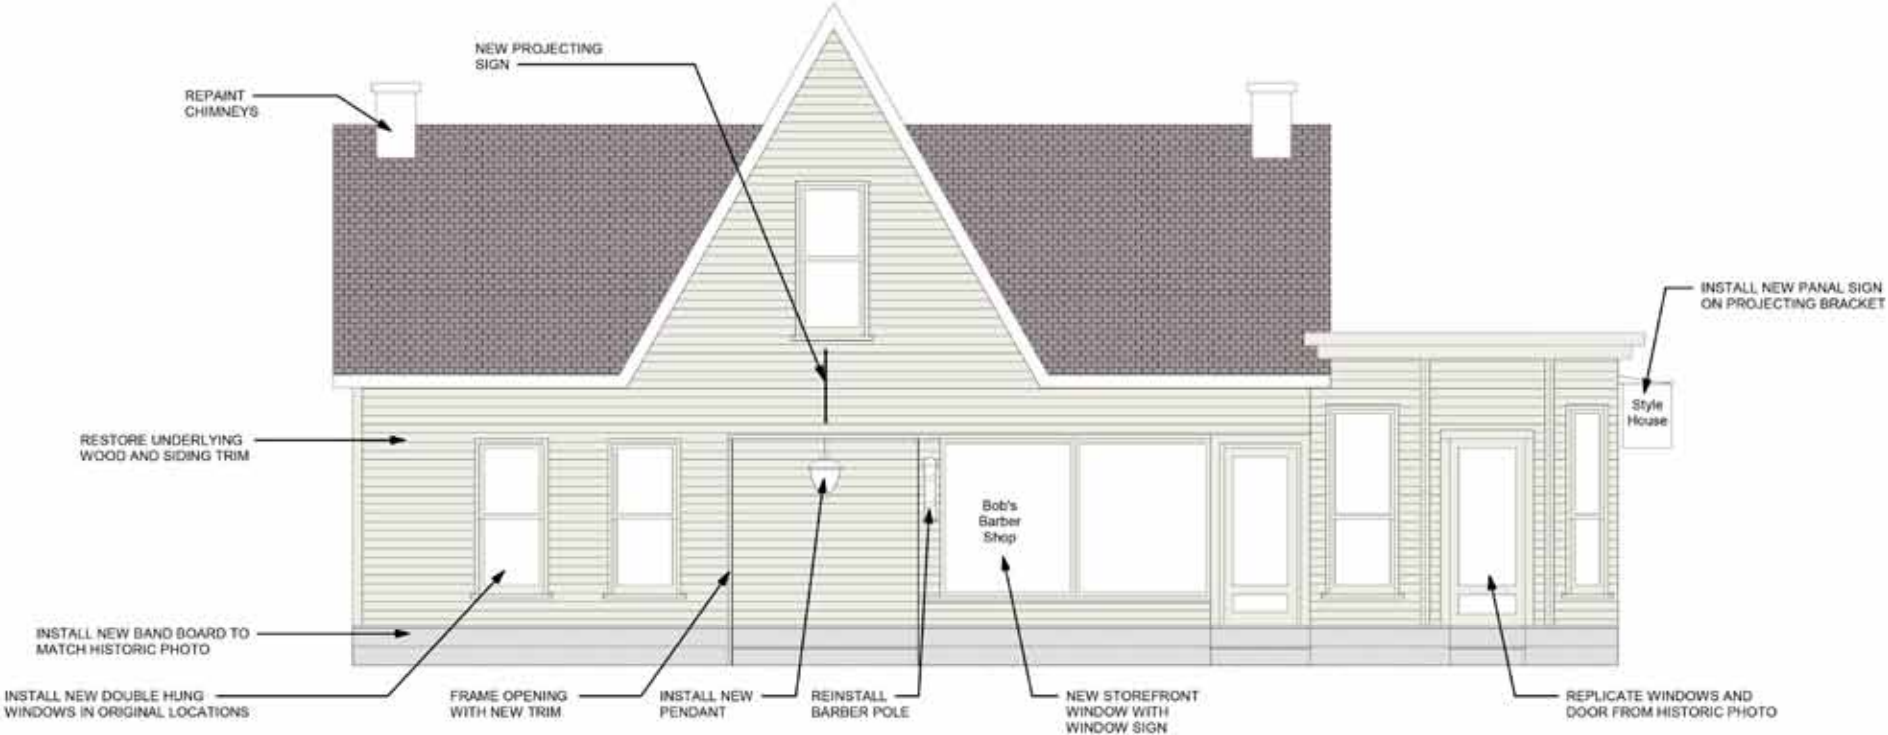 NEW PROJECTING
SIGN
REPAINT
CHIMNEYS
INSTALL NEW PANAL SIGN
ON PROJECTING BRACKET
Style
House
RESTORE UNDERLYING
WOOD AND SIDING TRIM
Bob's
Barber
Shop
INSTALL NEW BAND BOARD TO
MATCH HISTORIC PHOTO
INSTALL NEW DOUBLE HUNG
WINDOWS IN ORIGINAL LOCATIONS
FRAME OPENING
WITH NEW TRIM
INSTALL NEW
PENDANT
REINSTALL
BARBER POLE
NEW STOREFRONT
WINDOW WITH
WINDOW SIGN
REPLICATE WINDOWS AND
DOOR FROM HISTORIC PHOTO